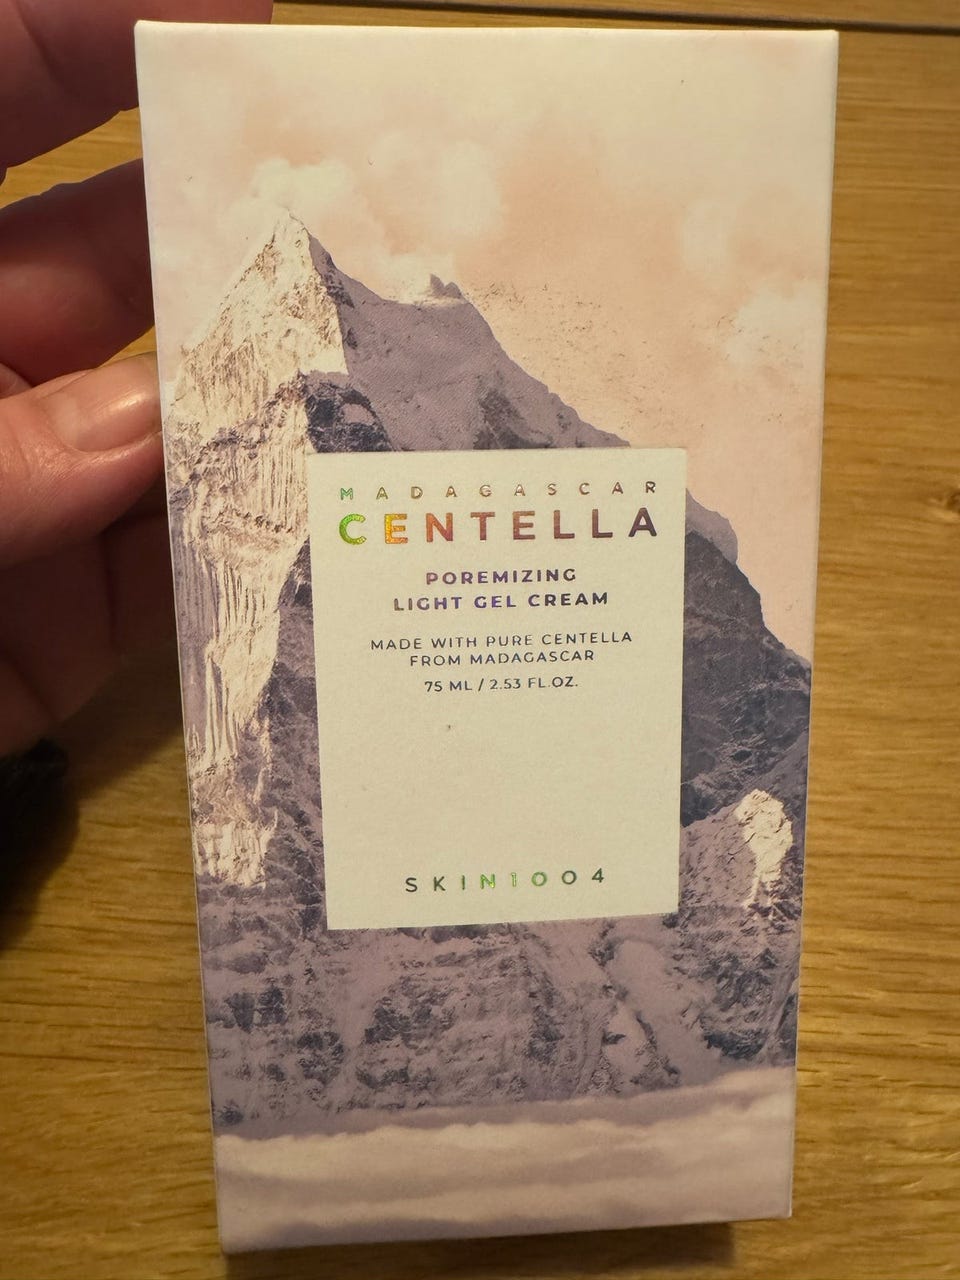 MADAGASCAR
CENTELLA
POREMIZING
LIGHT GEL CREAM
MADE WITH PURE CENTELLA
FROM MADAGASCAR
75 ML / 2.53 FL.OZ.
SKIN1004